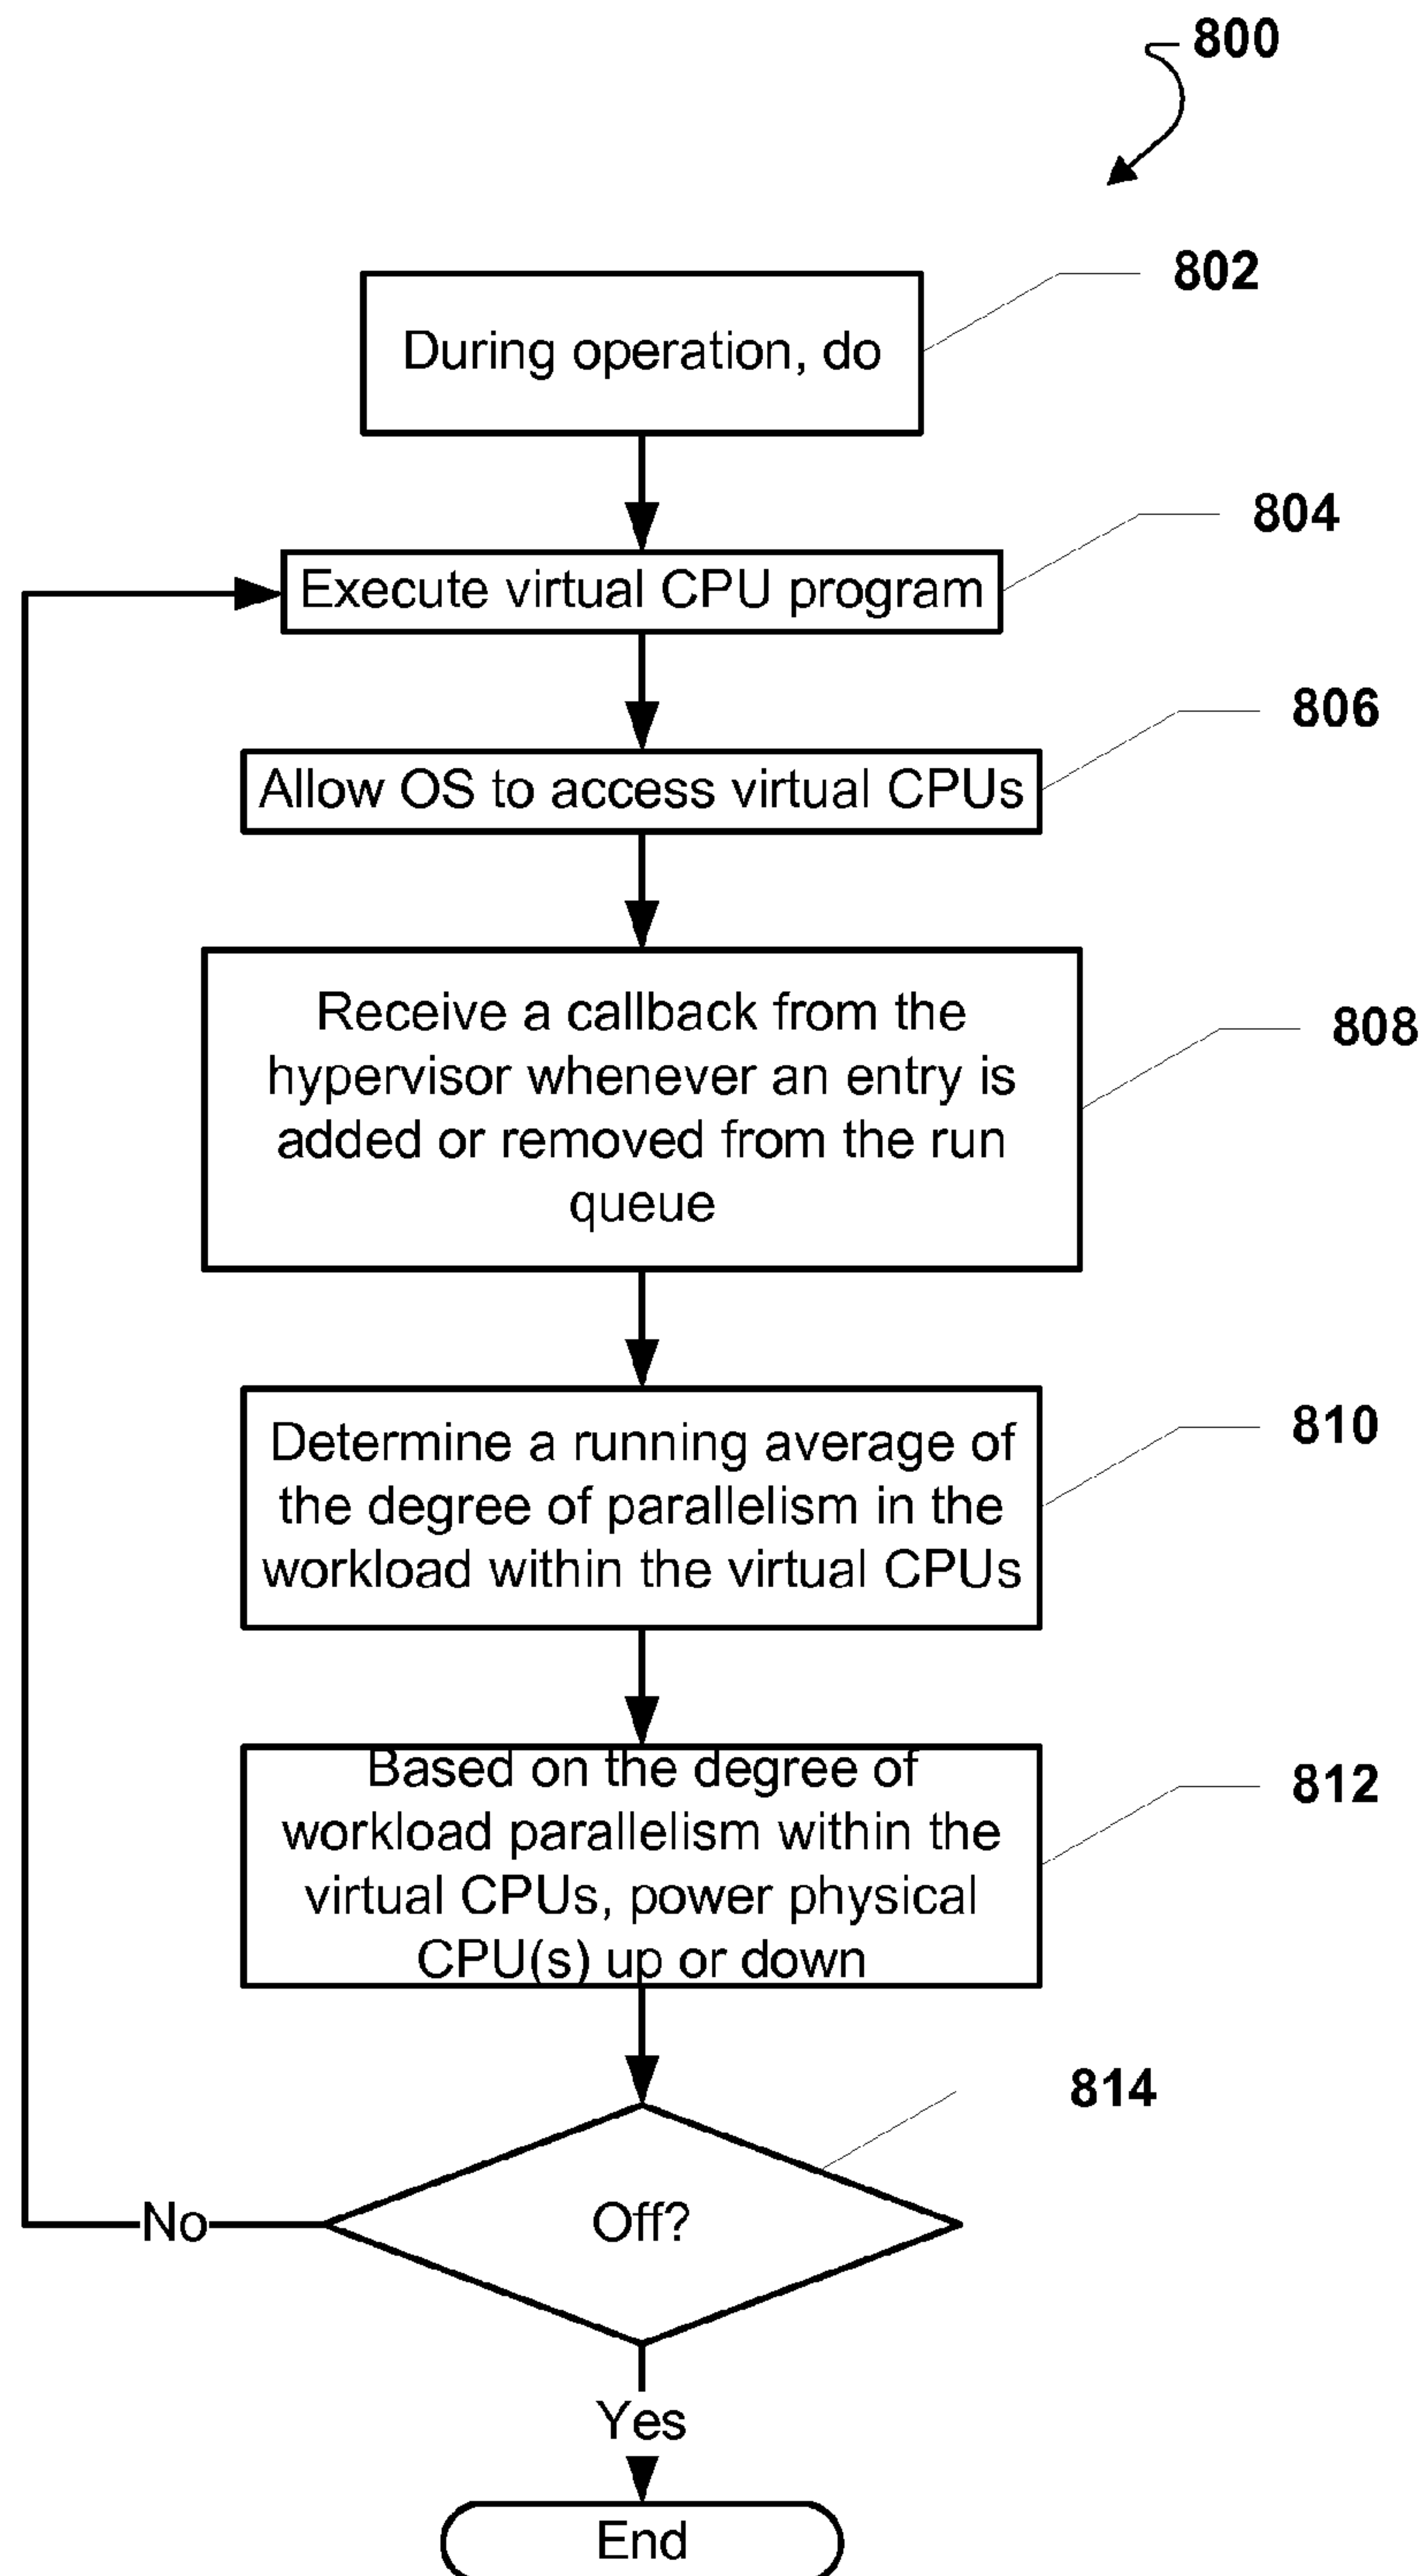 800
During operation, do
802
Execute virtual CPU program
804
Allow OS to access virtual CPUs
806
Receive a callback from the
hypervisor whenever an entry is
added or removed from the run
queue
808
Determine a running average of
the degree of parallelism in the
workload within the virtual CPUs
810
Based on the degree of
workload parallelism within the
virtual CPUs, power physical
CPU(s) up or down
812
Off?
814
No
Yes
End